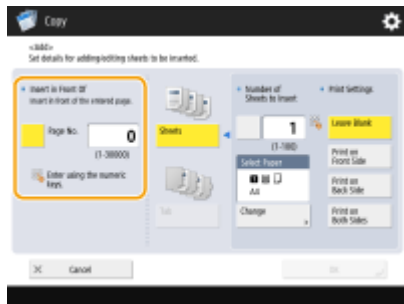 Copy
<Add>
Set details for adding/editing sheets to be inserted.
Insert in Front Of
Insert in front of the entered page.
Page No.
0
(1-30000)
Enter using the numeric
keys.
Sheets
Tab
Number of
Sheets to Insert
1
(1-100)
Select Paper
1
A4
Change
Print Settings
Leave Blank
Print on
Front Side
Print on
Back Side
Print on
Both Sides
Cancel
OK